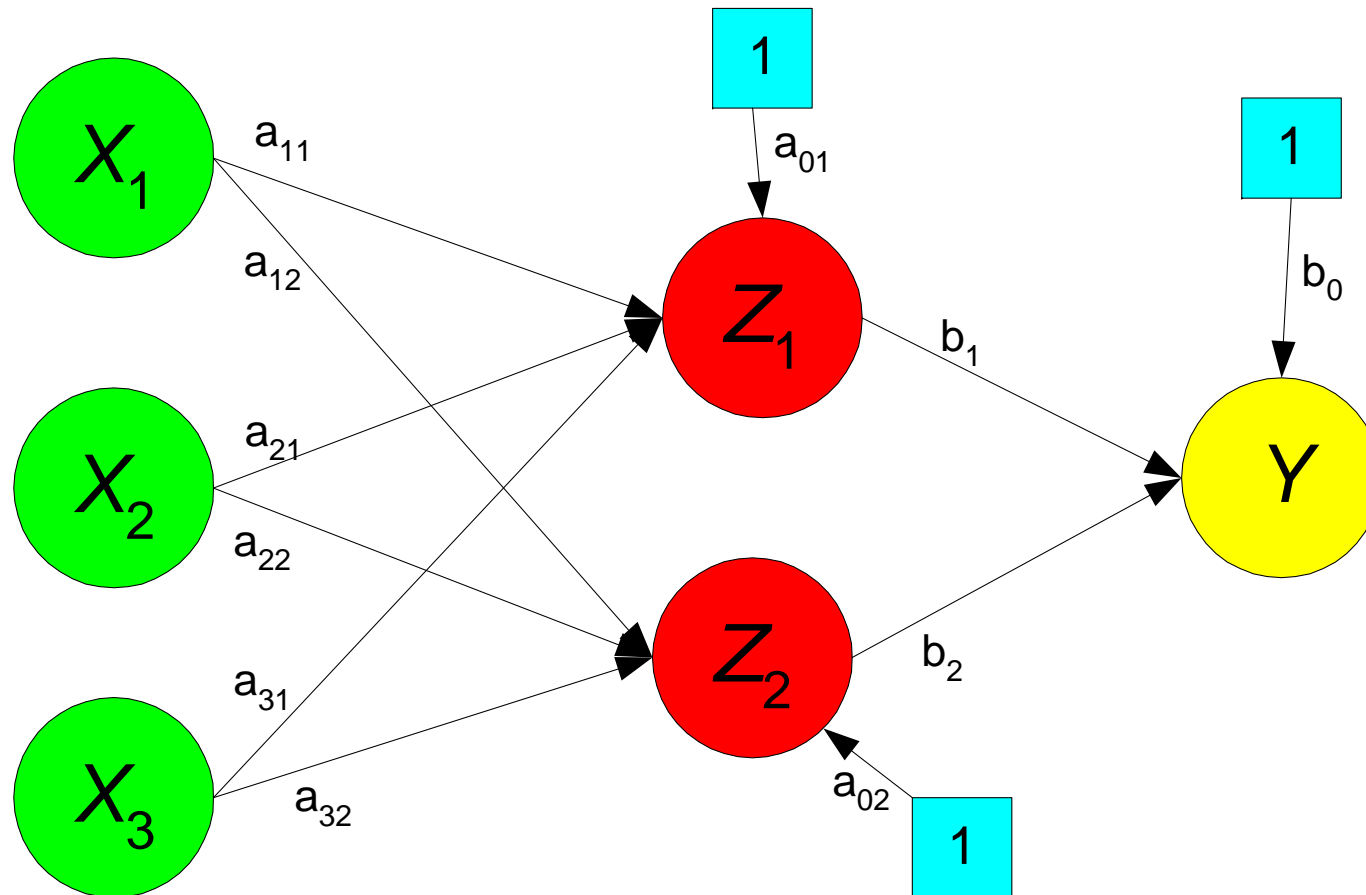 1
X₁
a₁₁
a₀₁
1
a₁₂
Z₁
b₁
b₀
a₂₁
X₂
a₂₂
Y
Z₂
b₂
a₃₁
X₃
a₃₂
a₀₂
1